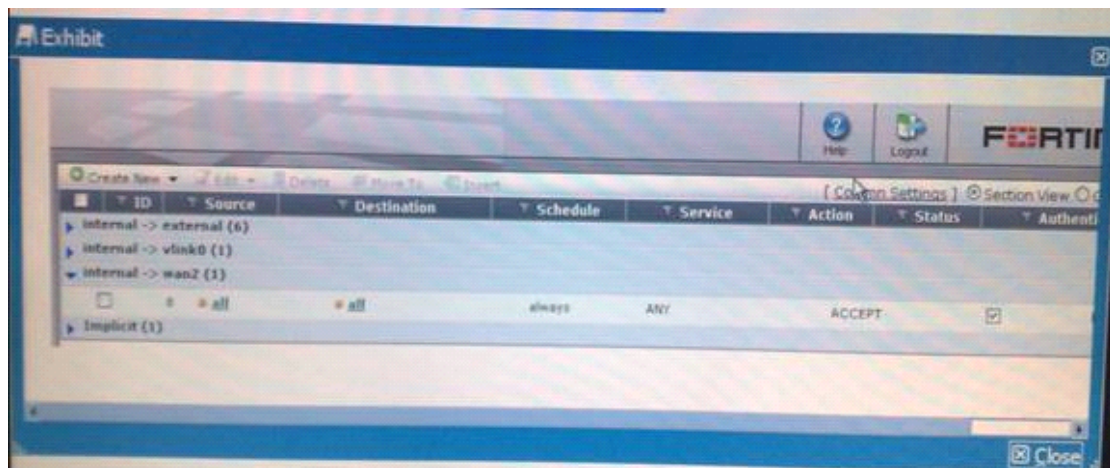 Exhibit
Help
Logout
FORTI
Create New Edit Delete Move To Insert
[ Column Settings ] Section View
ID Source Destination Schedule Service Action Status Authenti
internal -> external (6)
internal -> vlink0 (1)
internal -> wan2 (1)
all all always ANY ACCEPT
Implicit (1)
Close